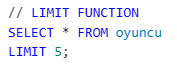 // LIMIT FUNCTION
SELECT * FROM oyuncu
LIMIT 5;